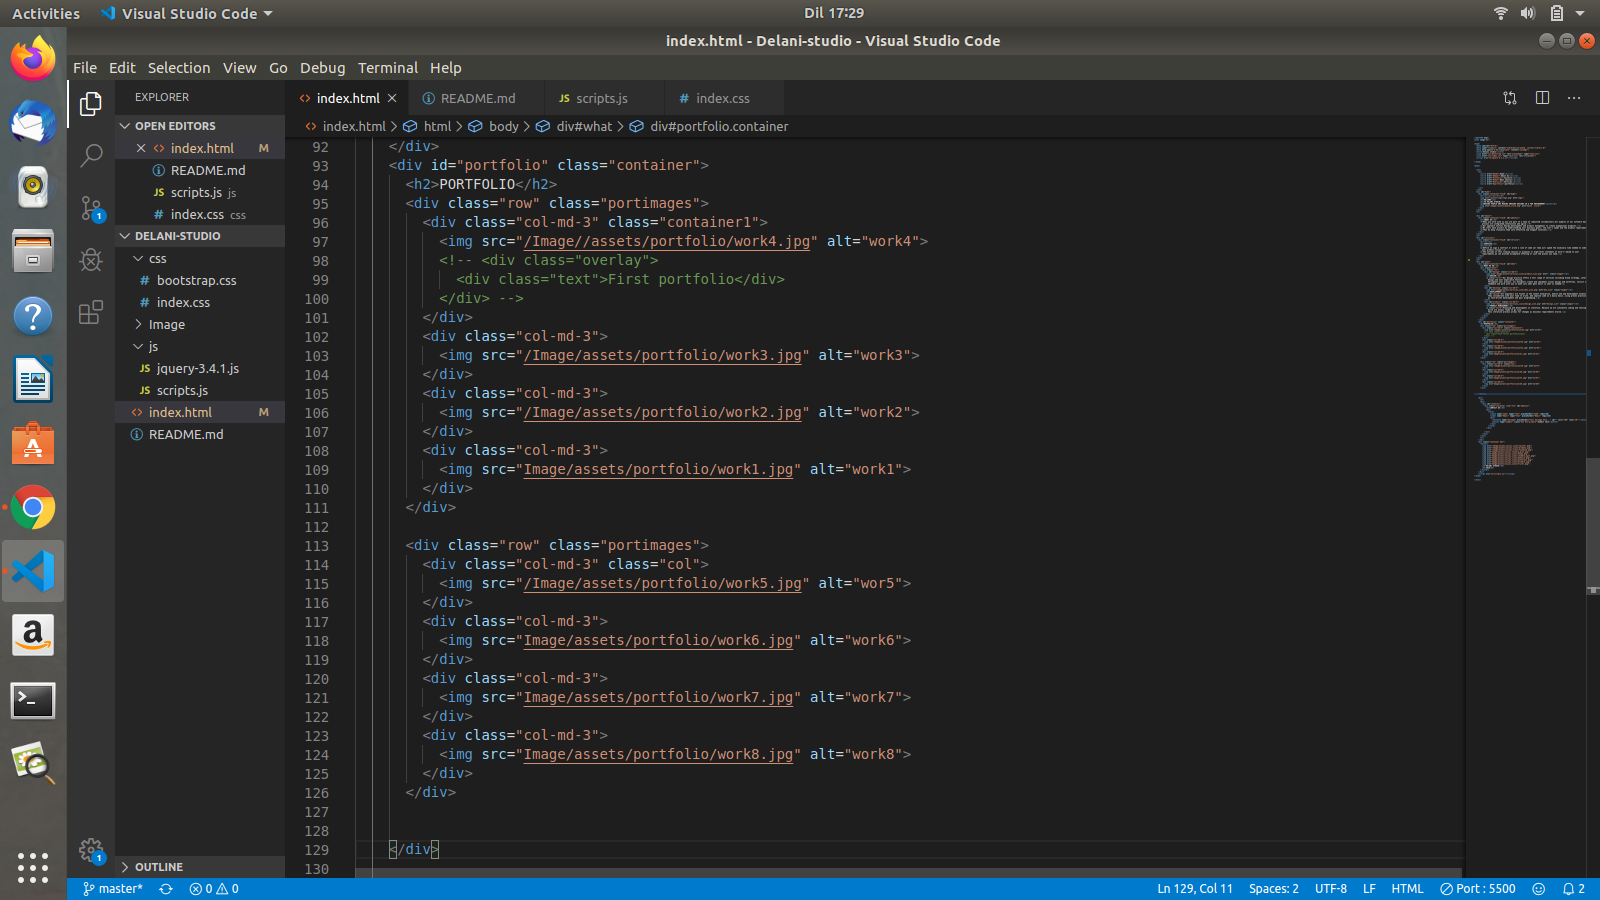 Activities Visual Studio Code Dil 17:29
index.html - Delani-studio - Visual Studio Code
File Edit Selection View Go Debug Terminal Help
EXPLORER
OPEN EDITORS
index.html M
README.md
scripts.js js
index.css css
DELANI-STUDIO
css
bootstrap.css
index.css
Image
js
jquery-3.4.1.js
scripts.js
index.html M
README.md
OUTLINE
index.html README.md scripts.js index.css
index.html > html > body > div#what > div#portfolio.container
92 </div>
93 <div id="portfolio" class="container">
94 <h2>PORTFOLIO</h2>
95 <div class="row" class="portimages">
96 <div class="col-md-3" class="container1">
97 <img src="/Image//assets/portfolio/work4.jpg" alt="work4">
98 <!-- <div class="overlay">
99 <div class="text">First portfolio</div>
100 </div> -->
101 </div>
102 <div class="col-md-3">
103 <img src="/Image/assets/portfolio/work3.jpg" alt="work3">
104 </div>
105 <div class="col-md-3">
106 <img src="/Image/assets/portfolio/work2.jpg" alt="work2">
107 </div>
108 <div class="col-md-3">
109 <img src="Image/assets/portfolio/work1.jpg" alt="work1">
110 </div>
111 </div>
112
113 <div class="row" class="portimages">
114 <div class="col-md-3" class="col">
115 <img src="/Image/assets/portfolio/work5.jpg" alt="wor5">
116 </div>
117 <div class="col-md-3">
118 <img src="Image/assets/portfolio/work6.jpg" alt="work6">
119 </div>
120 <div class="col-md-3">
121 <img src="Image/assets/portfolio/work7.jpg" alt="work7">
122 </div>
123 <div class="col-md-3">
124 <img src="Image/assets/portfolio/work8.jpg" alt="work8">
125 </div>
126 </div>
127
128
129 </div>
130
master* 0 0 Ln 129, Col 11 Spaces: 2 UTF-8 LF HTML Port : 5500 2